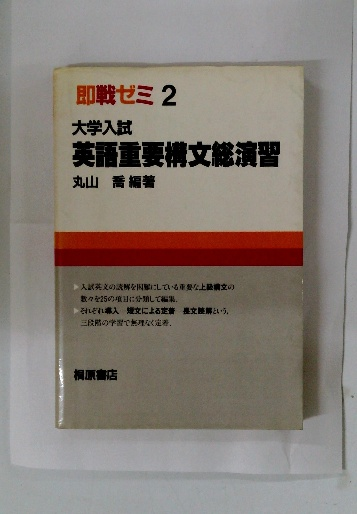 即戦ゼミ 2
大学入試
英語重要構文総演習
丸山 喬 編著
▶入試英文の読解を困難にしている重要な上級構文の
数々を25の項目に分類して編集。
▶それぞれ導入 短文による定着 長文読解という、
三段階の学習で無理なく定着。
桐原書店